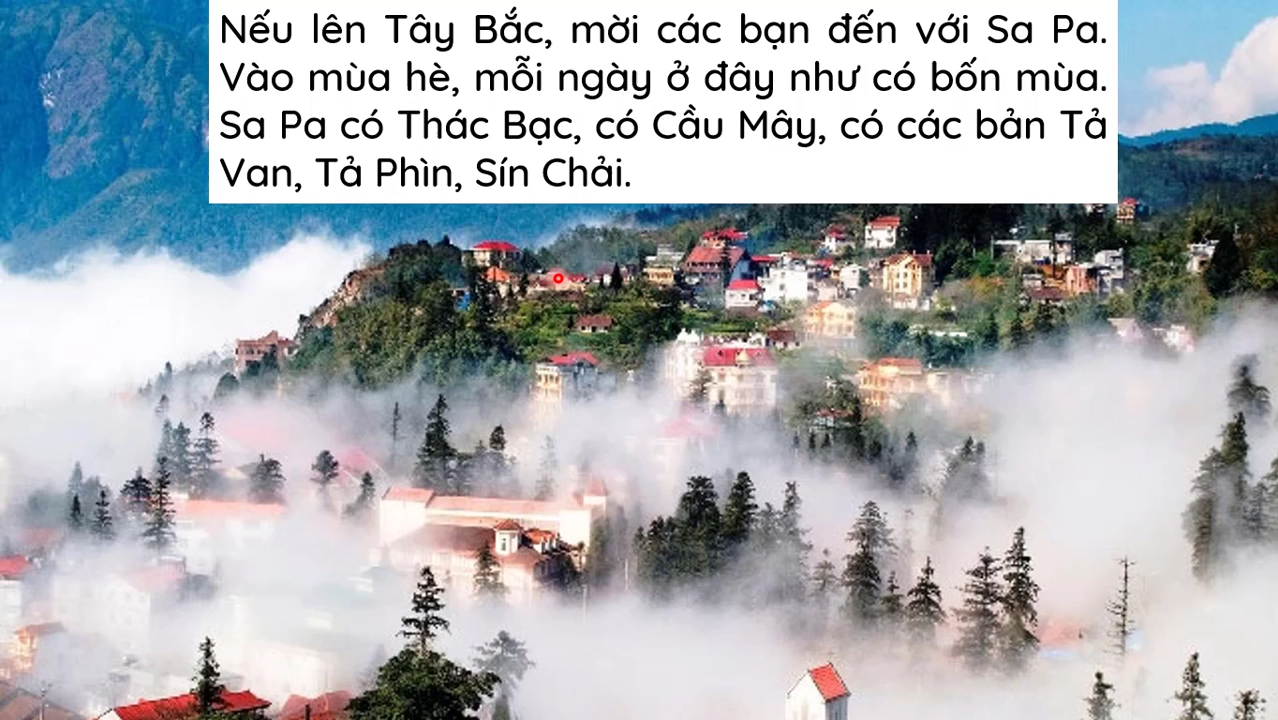 Nếu lên Tây Bắc, mời các bạn đến với Sa Pa.
Vào mùa hè, mỗi ngày ở đây như có bốn mùa.
Sa Pa có Thác Bạc, có Cầu Mây, có các bản Tả
Van, Tả Phìn, Sín Chải.